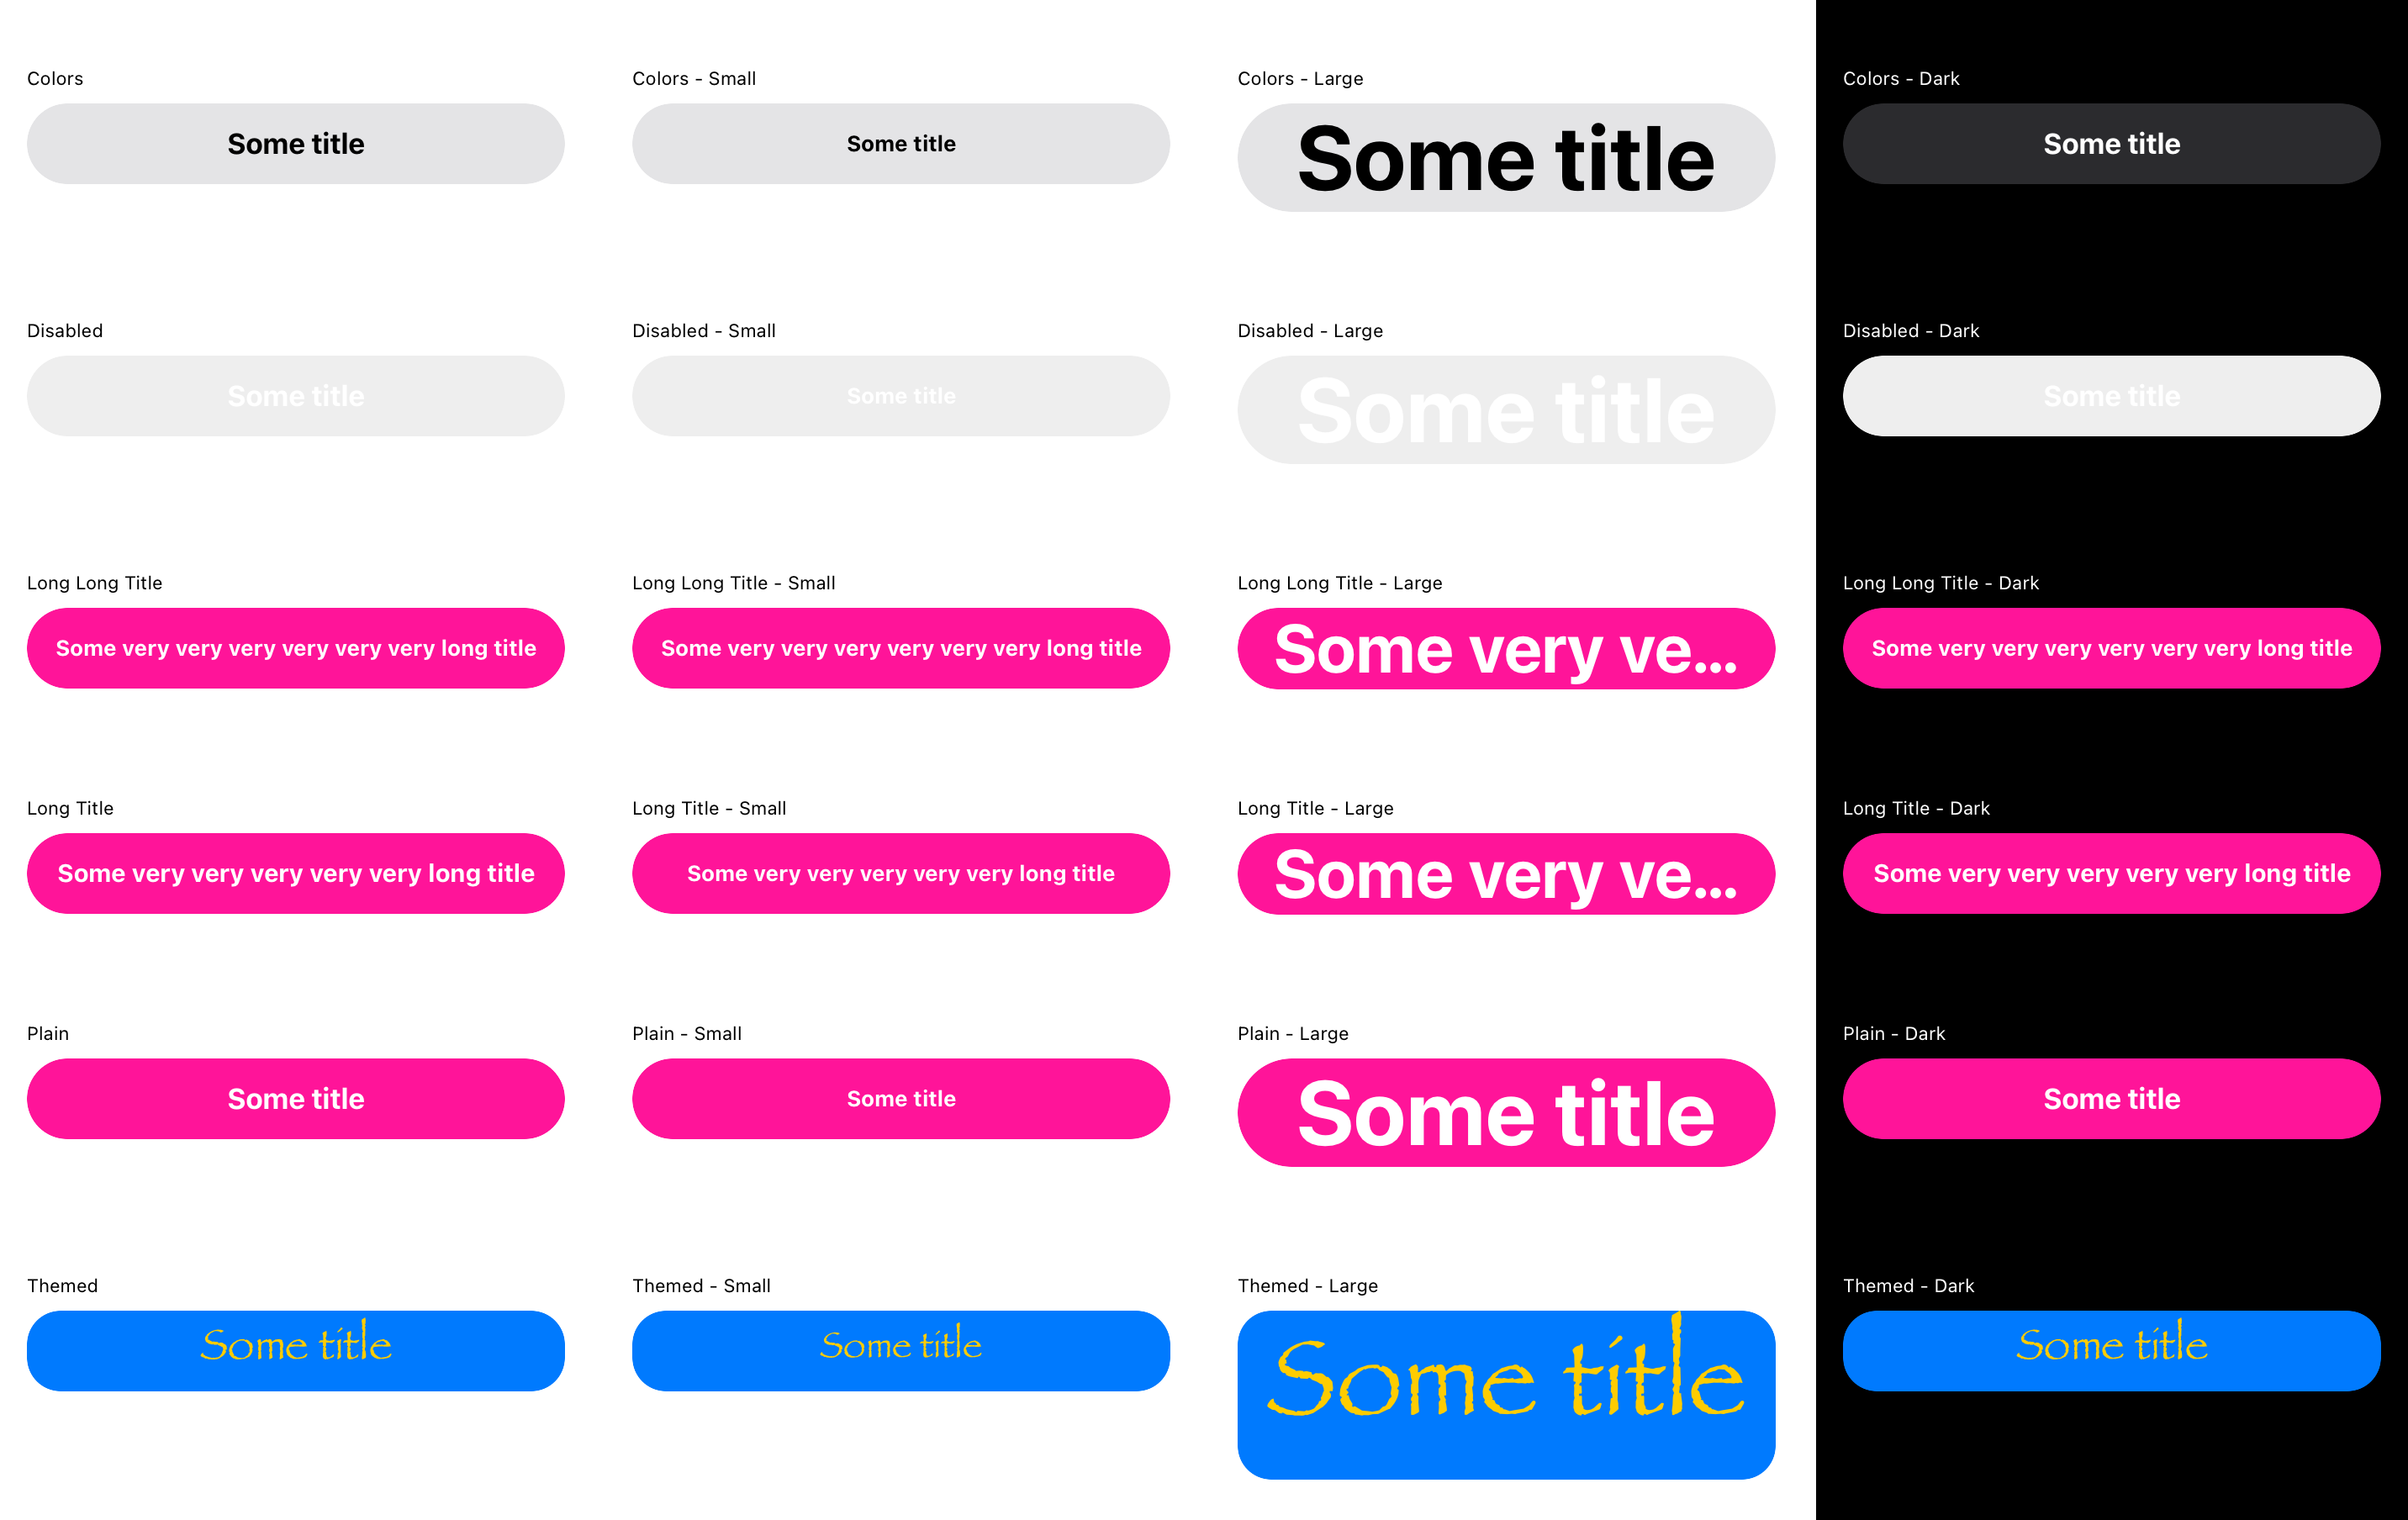 Colors
Colors - Small
Colors - Large
Colors - Dark
Some title
Some title
Some title
Some title
Disabled
Disabled - Small
Disabled - Large
Disabled - Dark
Some title
Some title
Some title
Some title
Long Long Title
Long Long Title - Small
Long Long Title - Large
Long Long Title - Dark
Some very very very very very very long title
Some very very very very very very long title
Some very ve...
Some very very very very very very long title
Long Title
Long Title - Small
Long Title - Large
Long Title - Dark
Some very very very very very long title
Some very very very very very long title
Some very ve...
Some very very very very very long title
Plain
Plain - Small
Plain - Large
Plain - Dark
Some title
Some title
Some title
Some title
Themed
Themed - Small
Themed - Large
Themed - Dark
Some title
Some title
Some title
Some title